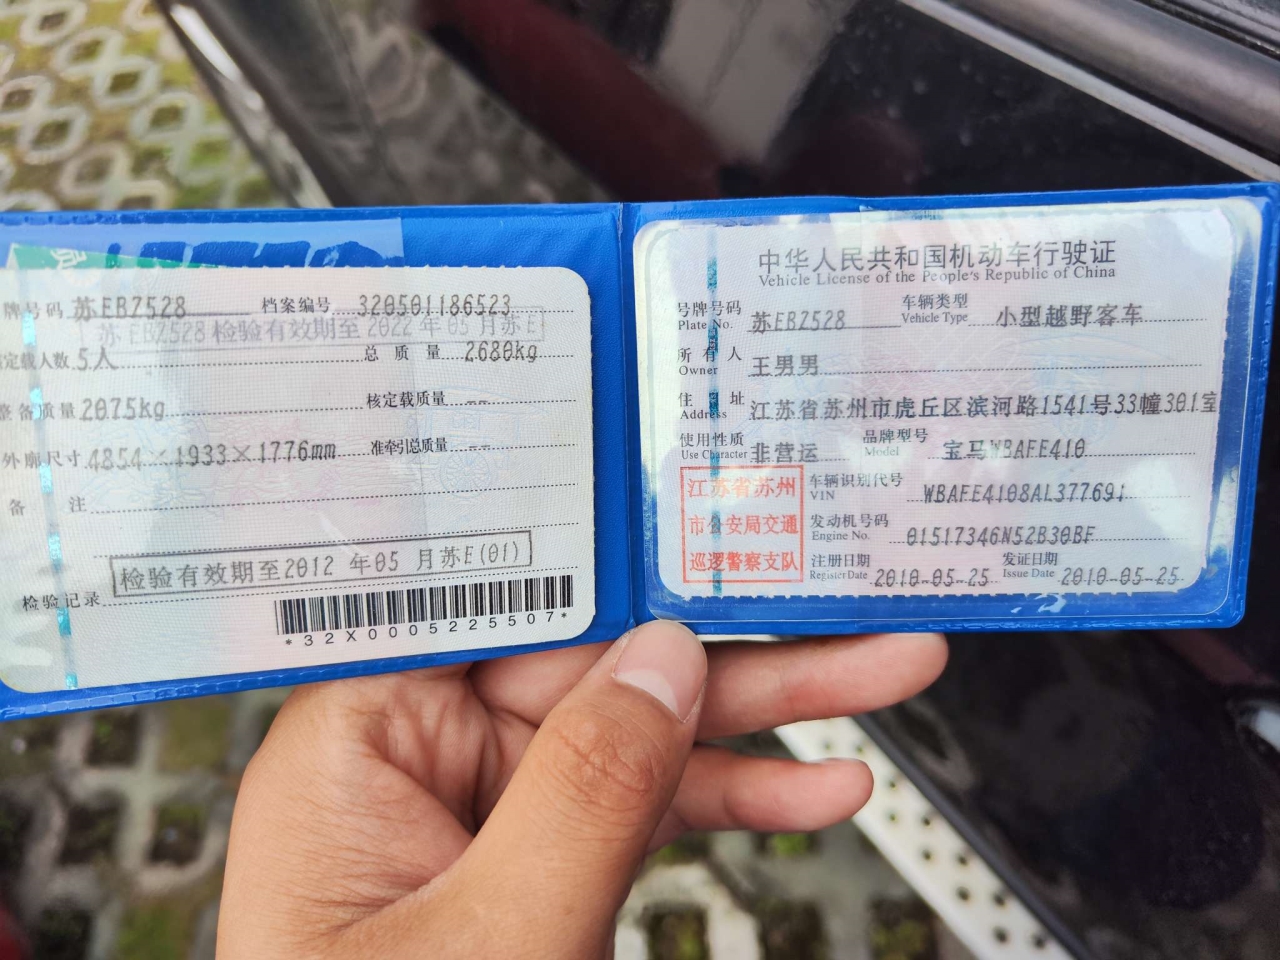 牌号码 苏EBZ528 档案编号 320501186523
苏EBZ528检验有效期至2022年05月苏E
定载人数 5人 总质量 2680kg
整备质量 2075kg 核定载质量 --
外廓尺寸 4854×1933×1776mm 准牵引总质量 --
备注
检验有效期至2012年05月苏E(01)
检验记录
*32X0005225507*
中华人民共和国机动车行驶证
Vehicle License of the People's Republic of China
号牌号码 苏EBZ528 车辆类型 小型越野客车
Plate No. Vehicle Type
所有人 王男男
Owner
住址 江苏省苏州市虎丘区滨河路1541号33幢301室
Address
使用性质 非营运 品牌型号 宝马WBAFE410
Use Character Model
江苏省苏州
市公安局交通
巡逻警察支队
车辆识别代号 WBAFE4108AL377691
VIN
发动机号码 01517346N52B30BF
Engine No.
注册日期 2010-05-25 发证日期 2010-05-25
Register Date Issue Date